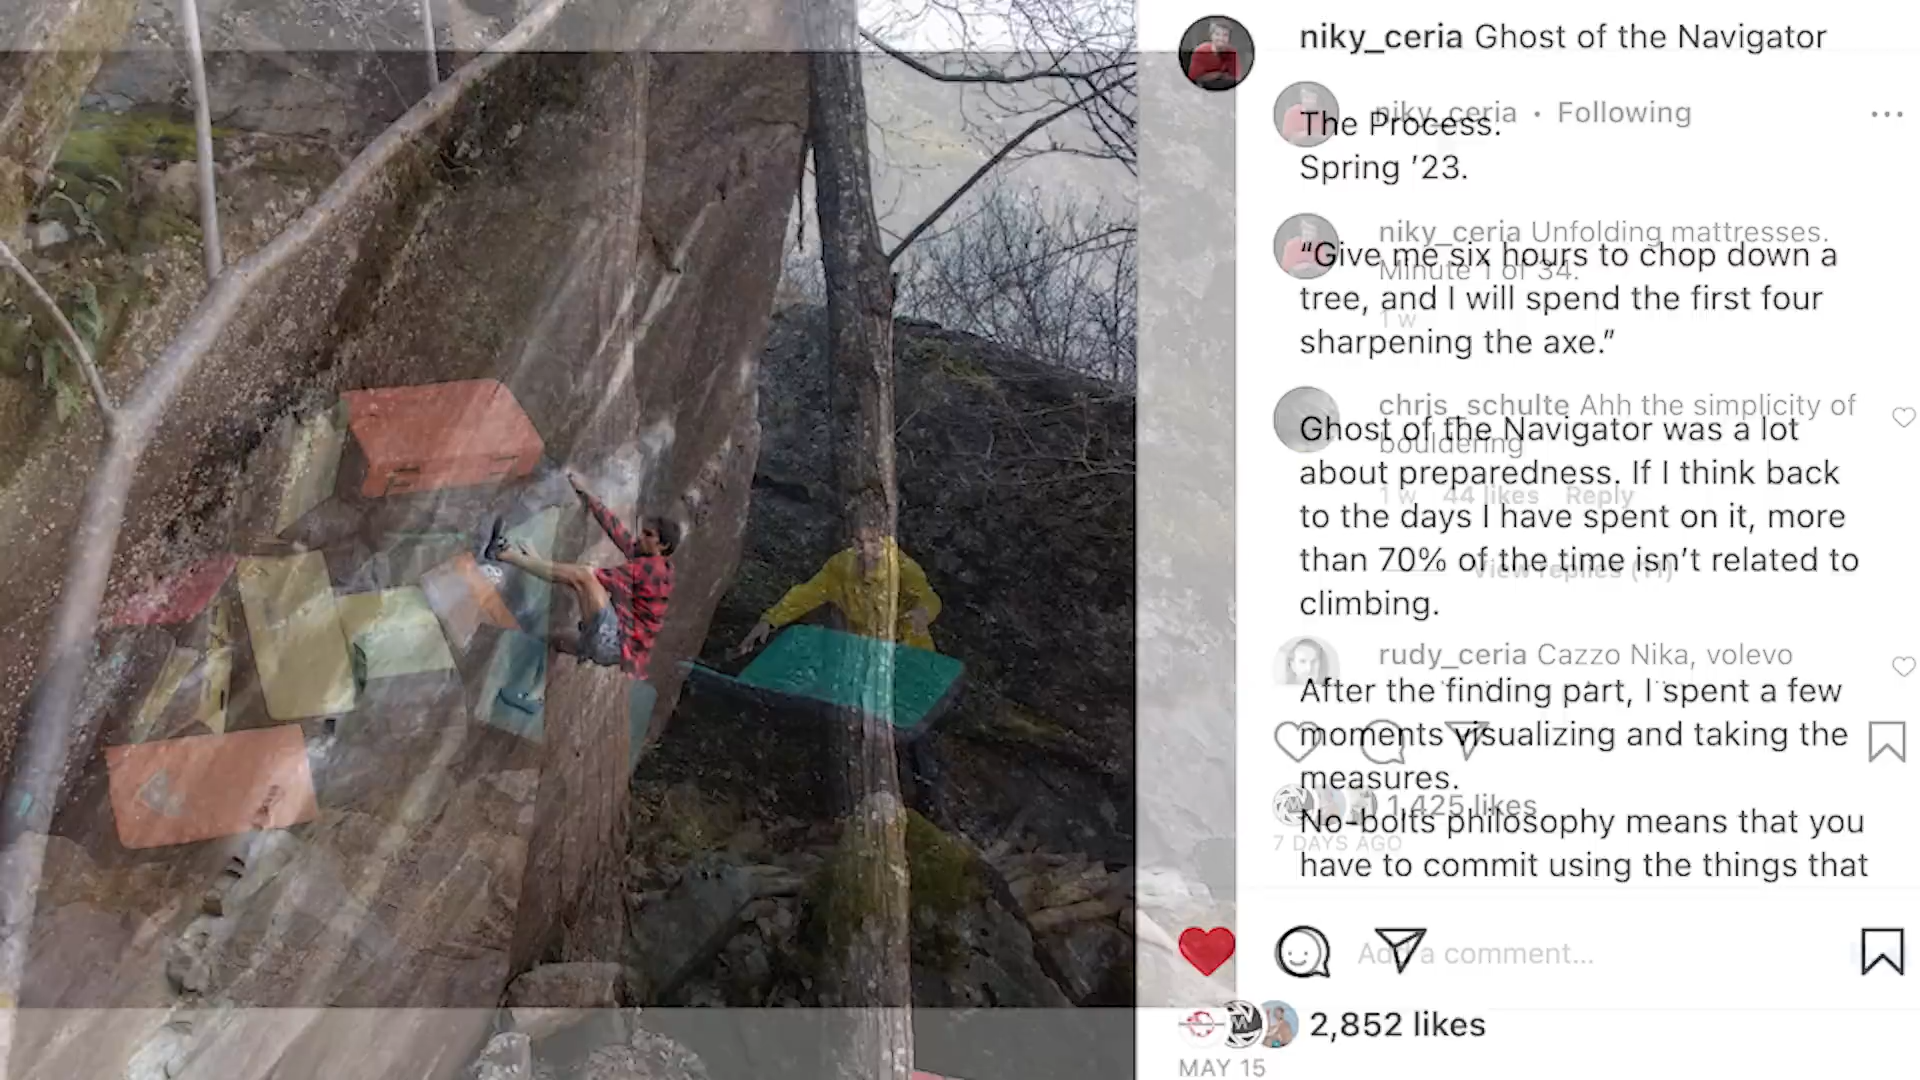 niky_ceria Ghost of the Navigator
niky_ceria • Following
The Process.
Spring '23.
niky_ceria Unfolding mattresses.
Minute 1 of 34.
1 w
“Give me six hours to chop down a
tree, and I will spend the first four
sharpening the axe.”
chris_schulte Ahh the simplicity of
bouldering
1 w 44 likes Reply
View replies (11)
Ghost of the Navigator was a lot
about preparedness. If I think back
to the days I have spent on it, more
than 70% of the time isn’t related to
climbing.
rudy_ceria Cazzo Nika, volevo
After the finding part, I spent a few
moments visualizing and taking the
measures.
No-bolts philosophy means that you
have to commit using the things that
1,425 likes
7 DAYS AGO
Add a comment...
2,852 likes
MAY 15